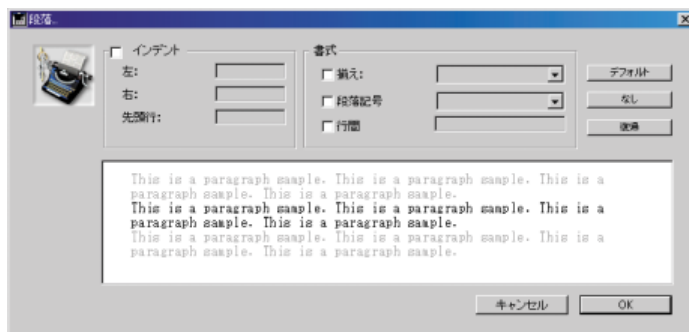 段落..
インデント
左:
右:
先頭行:
書式
揃え:
段落記号
行間
デフォルト
なし
This is a paragraph sample. This is a paragraph sample. This is a
paragraph sample. This is a paragraph sample.
This is a paragraph sample. This is a paragraph sample. This is a
paragraph sample. This is a paragraph sample.
This is a paragraph sample. This is a paragraph sample. This is a
paragraph sample. This is a paragraph sample.
キャンセル
OK